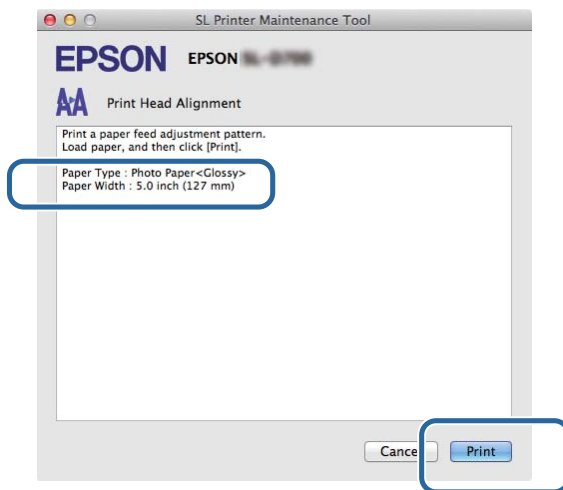 SL Printer Maintenance Tool
EPSON EPSON
Print Head Alignment
Print a paper feed adjustment pattern.
Load paper, and then click [Print].
Paper Type : Photo Paper<Glossy>
Paper Width : 5.0 inch (127 mm)
Cancel Print